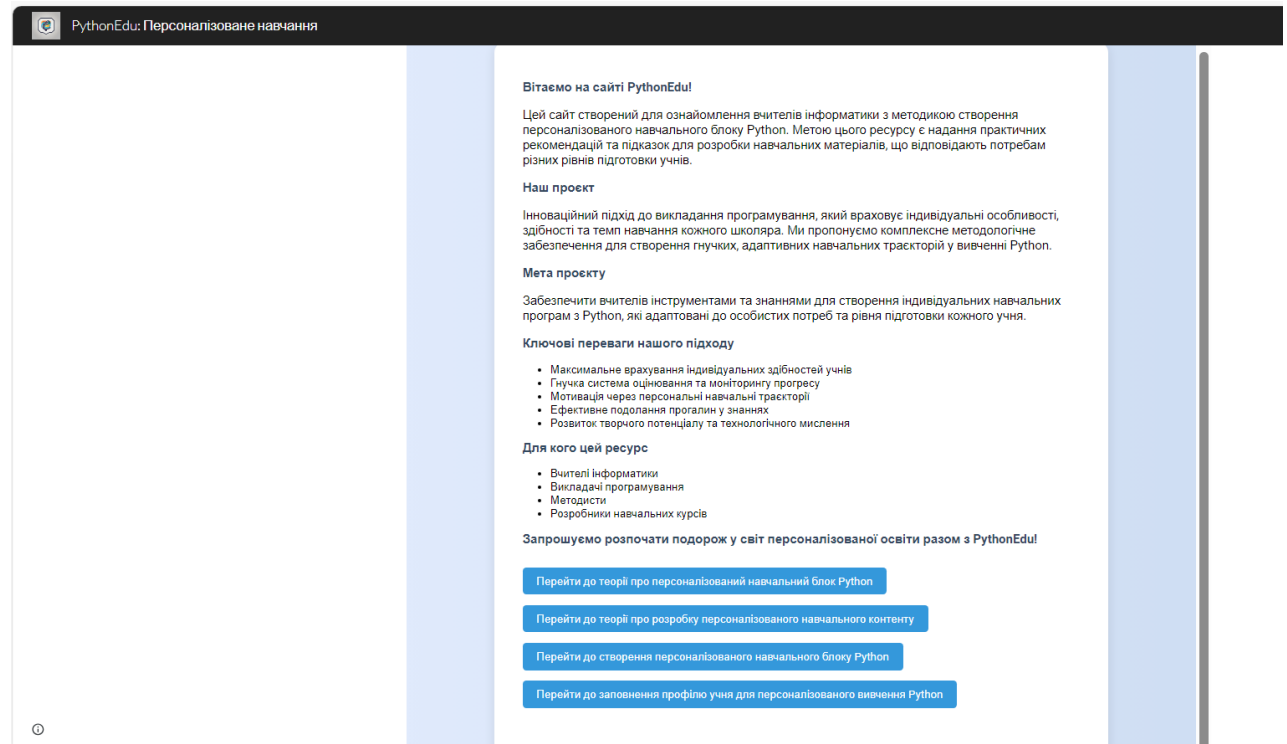 PythonEdu: Персоналізоване навчання
Вітаємо на сайті PythonEdu!
Цей сайт створений для ознайомлення вчителів інформатики з методикою створення
персоналізованого навчального блоку Python. Метою цього ресурсу є надання практичних
рекомендацій та підказок для розробки навчальних матеріалів, що відповідають потребам
різних рівнів підготовки учнів.
Наш проєкт
Інноваційний підхід до викладання програмування, який враховує індивідуальні особливості,
здібності та темп навчання кожного школяра. Ми пропонуємо комплексне методологічне
забезпечення для створення гнучких, адаптивних навчальних траєкторій у вивченні Python.
Мета проєкту
Забезпечити вчителів інструментами та знаннями для створення індивідуальних навчальних
програм з Python, які адаптовані до особистих потреб та рівня підготовки кожного учня.
Ключові переваги нашого підходу
• Максимальне врахування індивідуальних здібностей учнів
• Гнучка система оцінювання та моніторингу прогресу
• Мотивація через персональні навчальні траєкторії
• Ефективне подолання прогалин у знаннях
• Розвиток творчого потенціалу та технологічного мислення
Для кого цей ресурс
• Вчителі інформатики
• Викладачі програмування
• Методисти
• Розробники навчальних курсів
Запрошуємо розпочати подорож у світ персоналізованої освіти разом з PythonEdu!
Перейти до теорії про персоналізований навчальний блок Python
Перейти до теорії про розробку персоналізованого навчального контенту
Перейти до створення персоналізованого навчального блоку Python
Перейти до заповнення профілю учня для персоналізованого вивчення Python